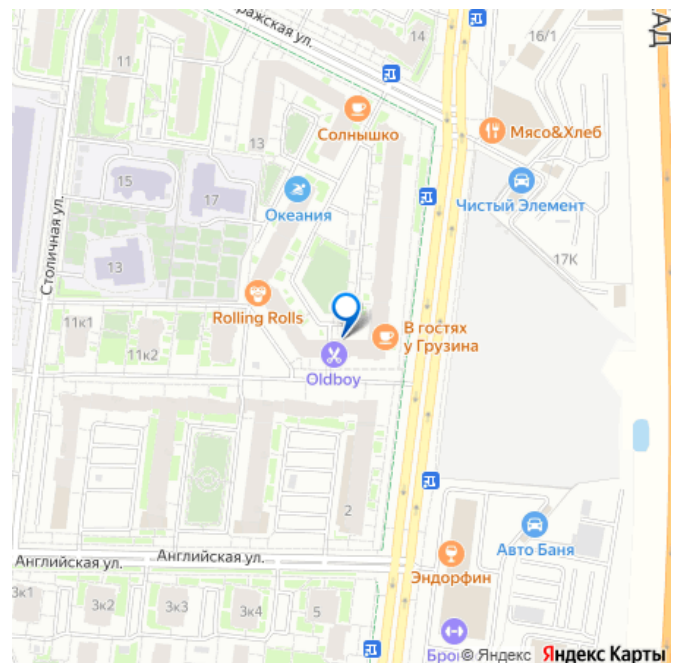 ражская ул.
14
16/1
АД
11
Солнышко
Мясо&Хлеб
13
15
17
Океания
Чистый Элемент
Столичная ул.
13
17К
Rolling Rolls
11к1
11к2
В гостях
у Грузина
Oldboy
2
Английская ул.
Английская ул.
Авто Баня
Эндорфин
3к1
3к2
3к3
3к4
5
Бро
© Яндекс Яндекс Карты